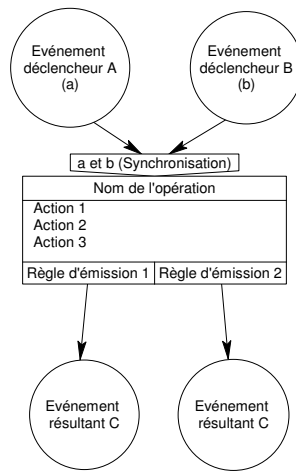 Evénement
déclencheur A
(a)
Evénement
déclencheur B
(b)
a et b (Synchronisation)
Nom de l'opération
Action 1
Action 2
Action 3
Règle d'émission 1
Règle d'émission 2
Evénement
résultant C
Evénement
résultant C